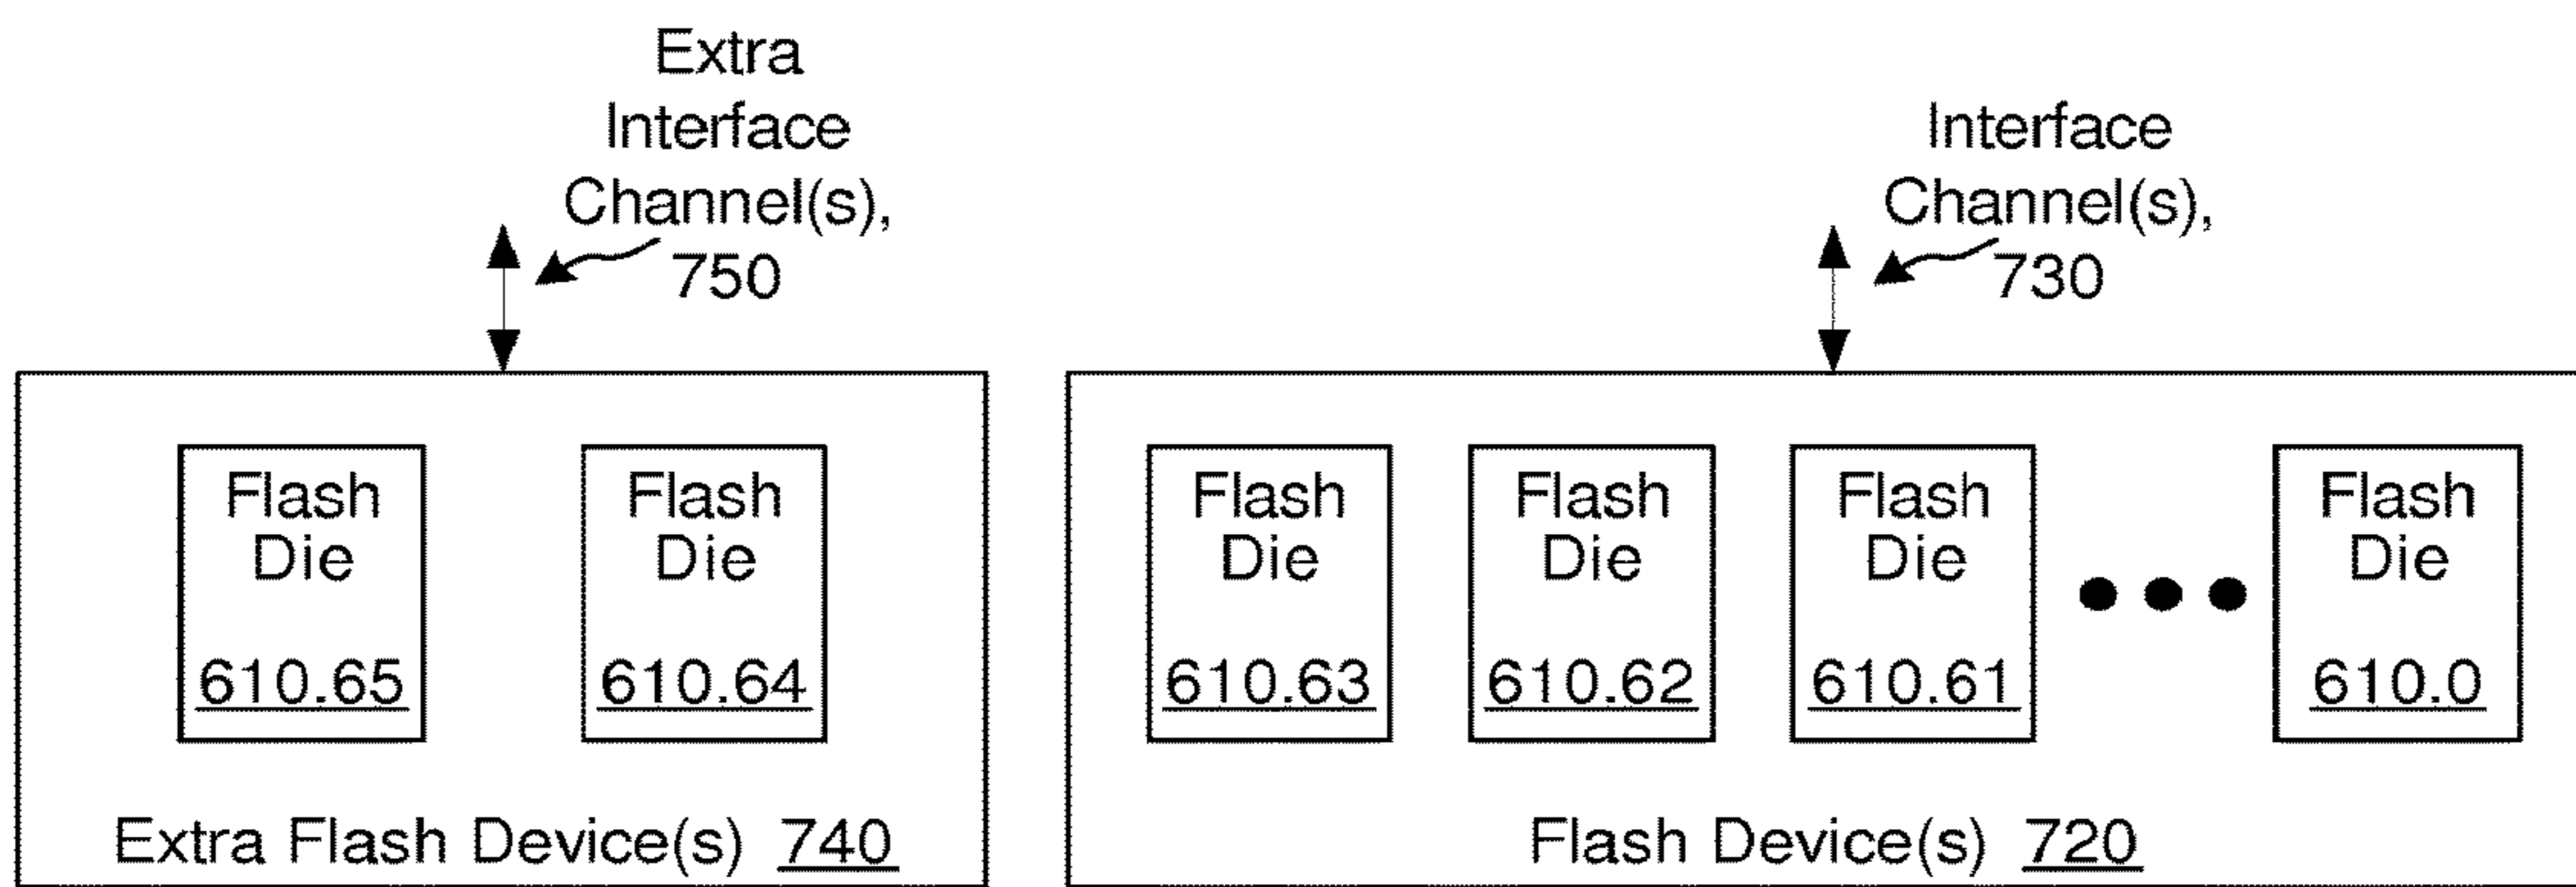 Extra
Interface
Channel(s),
750
Interface
Channel(s),
730
Flash
Die
610.65
Flash
Die
610.64
Extra Flash Device(s) 740
Flash
Die
610.63
Flash
Die
610.62
Flash
Die
610.61
Flash
Die
610.0
Flash Device(s) 720